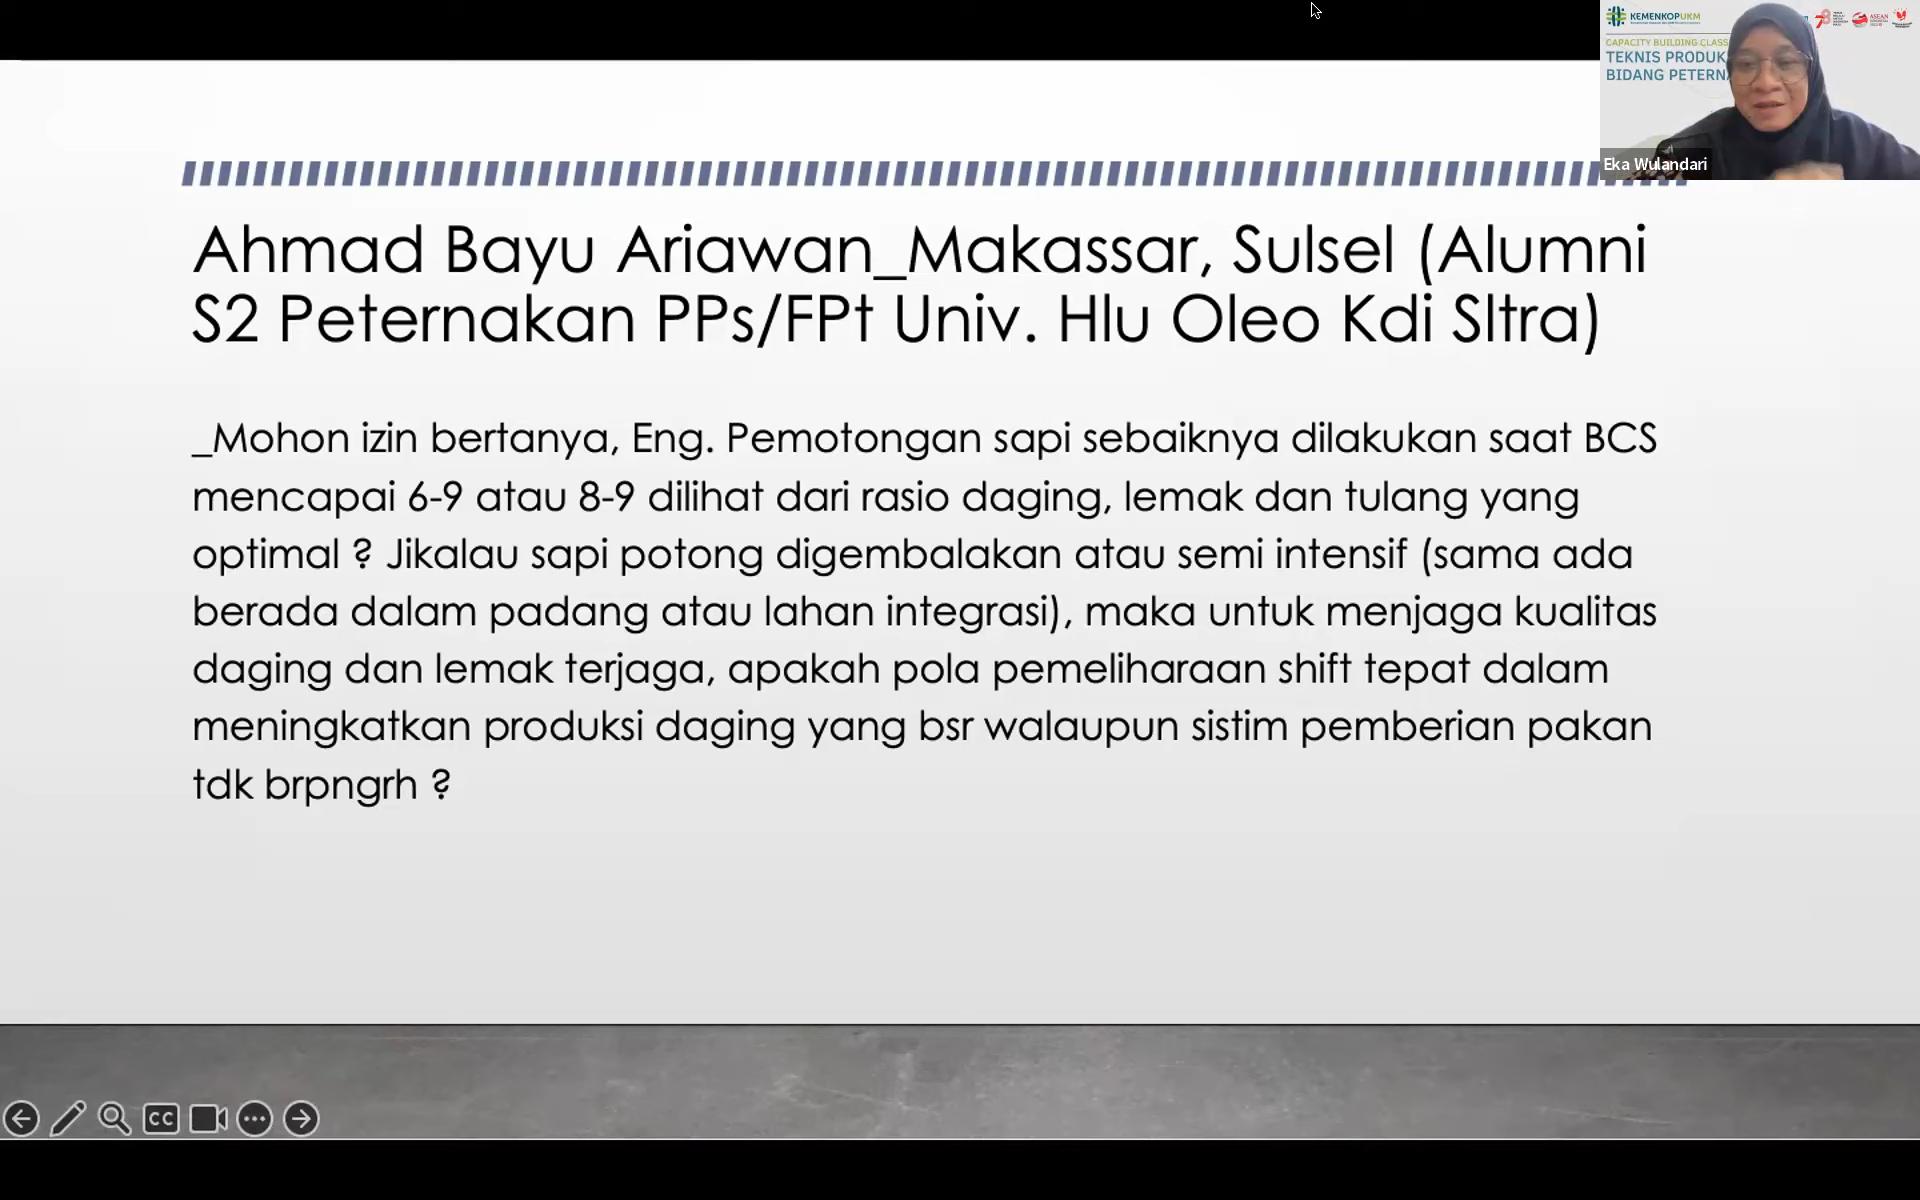 KEMENKOPUKM
CAPACITY BUILDING CLASS
TEKNIS PRODUK
BIDANG PETERNA
78
ASEAN
Eka Wulandari
Ahmad Bayu Ariawan_Makassar, Sulsel (Alumni
S2 Peternakan PPs/FPt Univ. Hlu Oleo Kdi Sltra)
_Mohon izin bertanya, Eng. Pemotongan sapi sebaiknya dilakukan saat BCS
mencapai 6-9 atau 8-9 dilihat dari rasio daging, lemak dan tulang yang
optimal ? Jikalau sapi potong digembalakan atau semi intensif (sama ada
berada dalam padang atau lahan integrasi), maka untuk menjaga kualitas
daging dan lemak terjaga, apakah pola pemeliharaan shift tepat dalam
meningkatkan produksi daging yang bsr walaupun sistim pemberian pakan
tdk brpngrh ?
CC